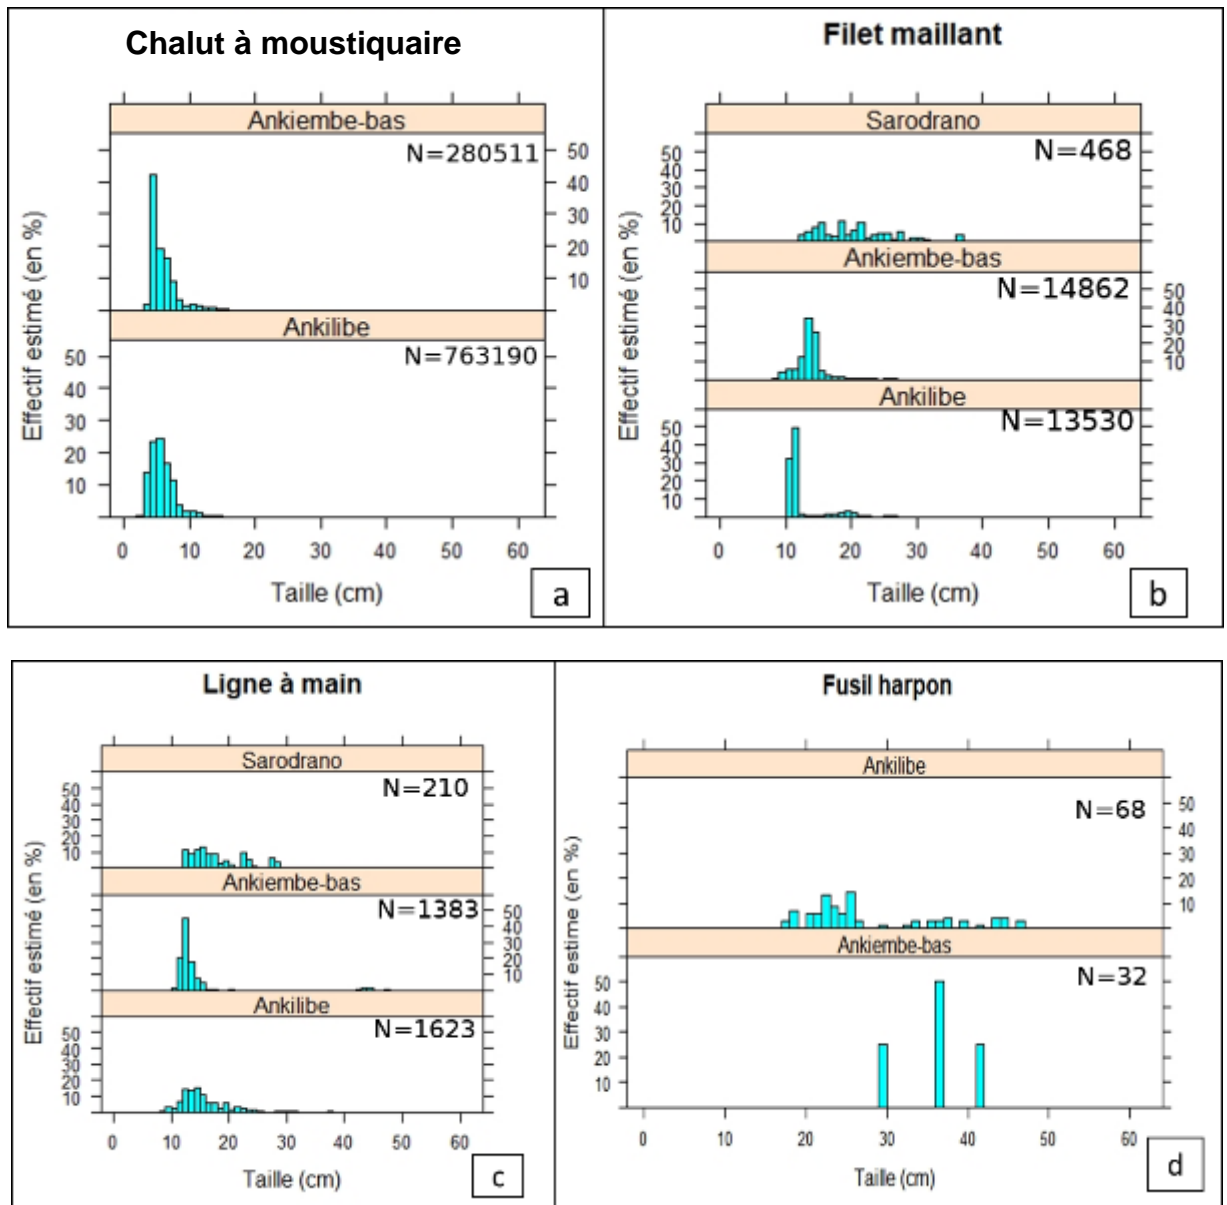 Chalut à moustiquaire
Ankiembe-bas
N=280511
50
40
30
20
10
Ankilibe
N=763190
50
40
30
20
10
Effectif estimé (en %)
0 10 20 30 40 50 60
Taille (cm)
a
Filet maillant
Sarodrano
N=468
50
40
30
20
10
Ankiembe-bas
N=14862
50
40
30
20
10
Ankilibe
N=13530
50
40
30
20
10
Effectif estimé (en %)
0 10 20 30 40 50 60
Taille (cm)
b
Ligne à main
Sarodrano
N=210
50
40
30
20
10
Ankiembe-bas
N=1383
50
40
30
20
10
Ankilibe
N=1623
50
40
30
20
10
Effectif estimé (en %)
0 10 20 30 40 50 60
Taille (cm)
c
Fusil harpon
Ankilibe
N=68
50
40
30
20
10
Ankiembe-bas
N=32
50
40
30
20
10
Effectif estime (en %)
0 10 20 30 40 50 60
Taille (cm)
d